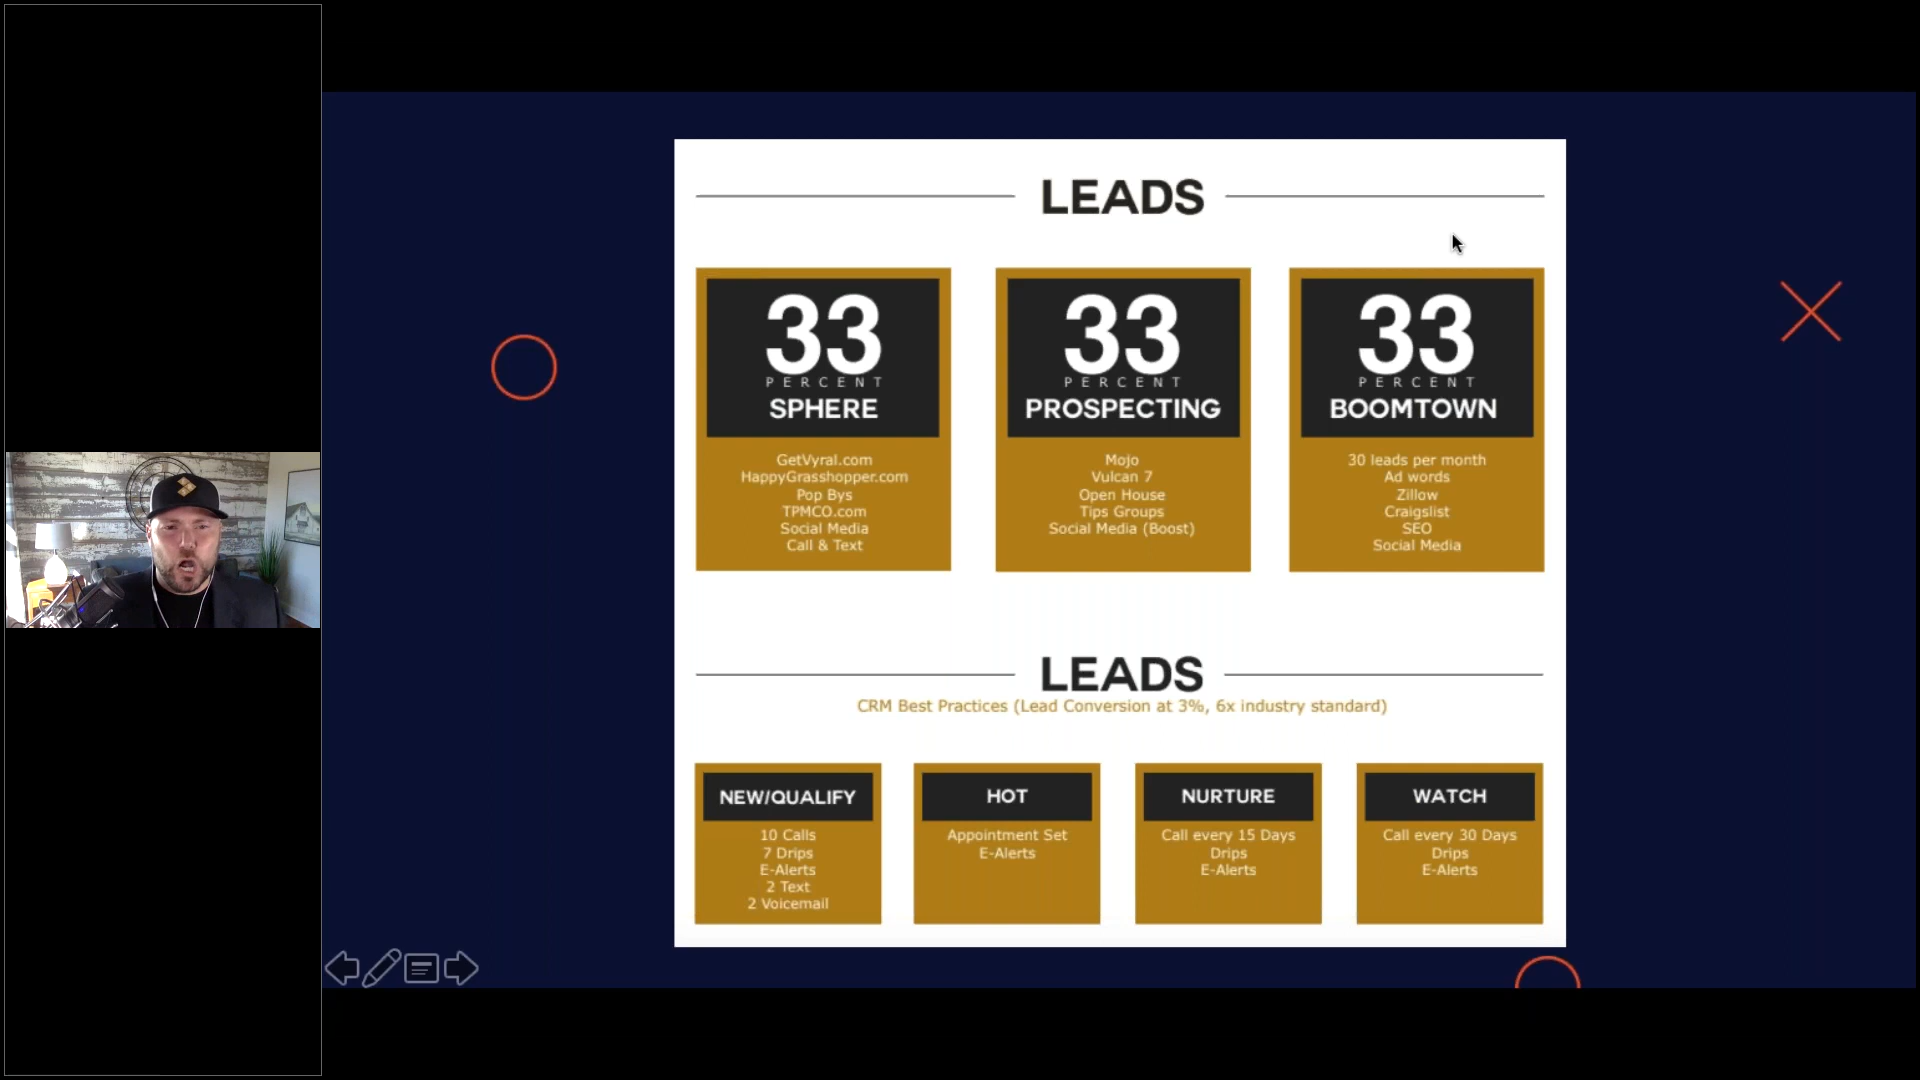 LEADS
33
PERCENT
SPHERE
GetVyral.com
HappyGrasshopper.com
Pop Bys
TPMCO.com
Social Media
Call & Text
33
PERCENT
PROSPECTING
Mojo
Vulcan 7
Open House
Tips Groups
Social Media (Boost)
33
PERCENT
BOOMTOWN
30 leads per month
Ad words
Zillow
Craigslist
SEO
Social Media
LEADS
CRM Best Practices (Lead Conversion at 3%, 6x industry standard)
NEW/QUALIFY
10 Calls
7 Drips
E-Alerts
2 Text
2 Voicemail
HOT
Appointment Set
E-Alerts
NURTURE
Call every 15 Days
Drips
E-Alerts
WATCH
Call every 30 Days
Drips
E-Alerts